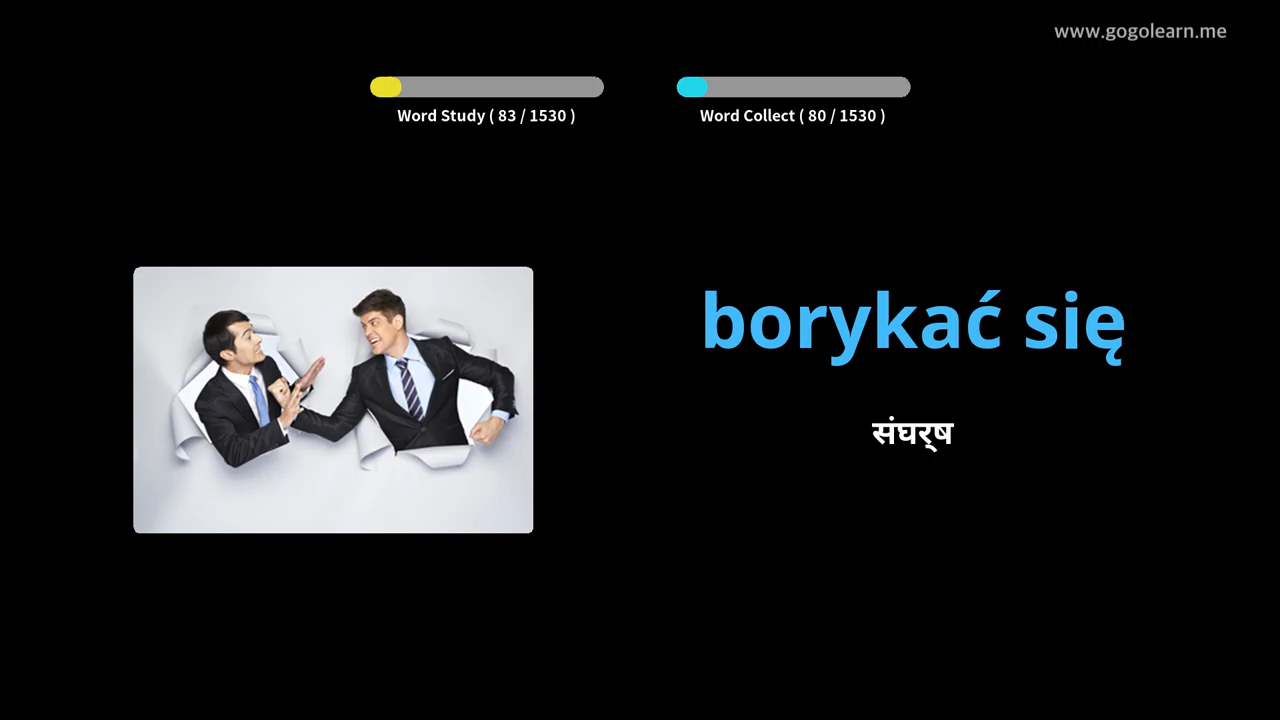 www.gogolearn.me
Word Study ( 83 / 1530 )
Word Collect ( 80 / 1530 )
borykać się
संघर्ष